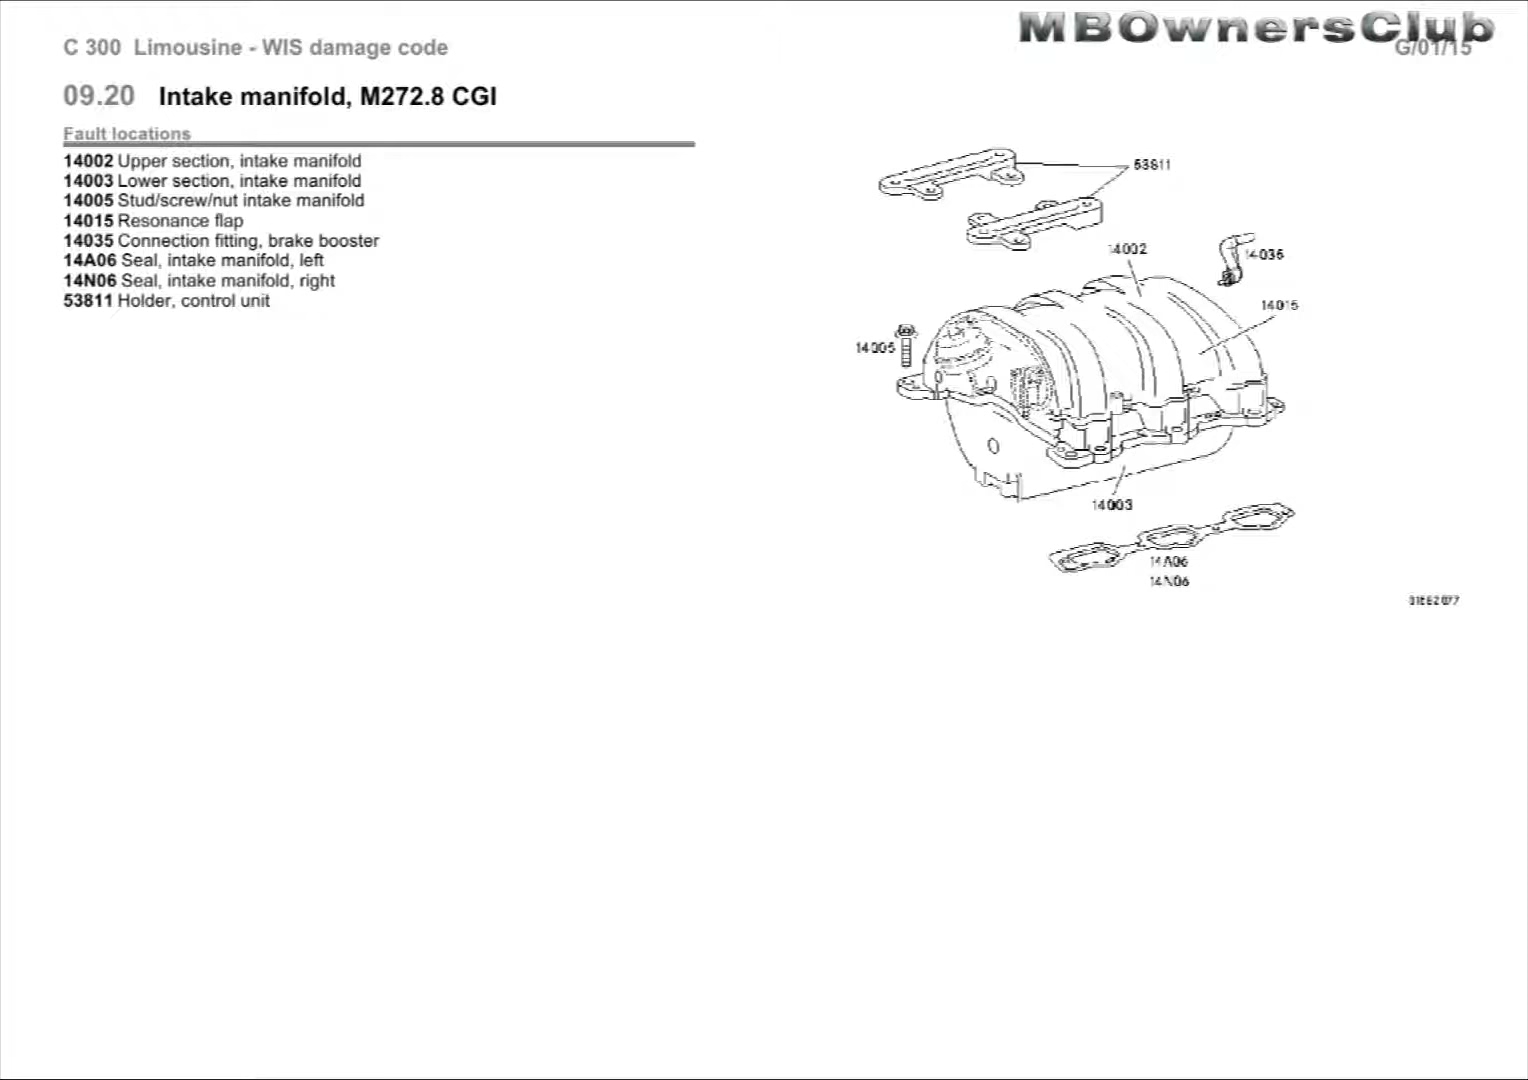 MBOwnersClub
C 300 Limousine - WIS damage code
G/01/15
09.20 Intake manifold, M272.8 CGI
Fault locations
14002 Upper section, intake manifold
14003 Lower section, intake manifold
14005 Stud/screw/nut intake manifold
14015 Resonance flap
14035 Connection fitting, brake booster
14A06 Seal, intake manifold, left
14N06 Seal, intake manifold, right
53811 Holder, control unit
53811
14002
14035
14015
14005
14003
14A06
14N06